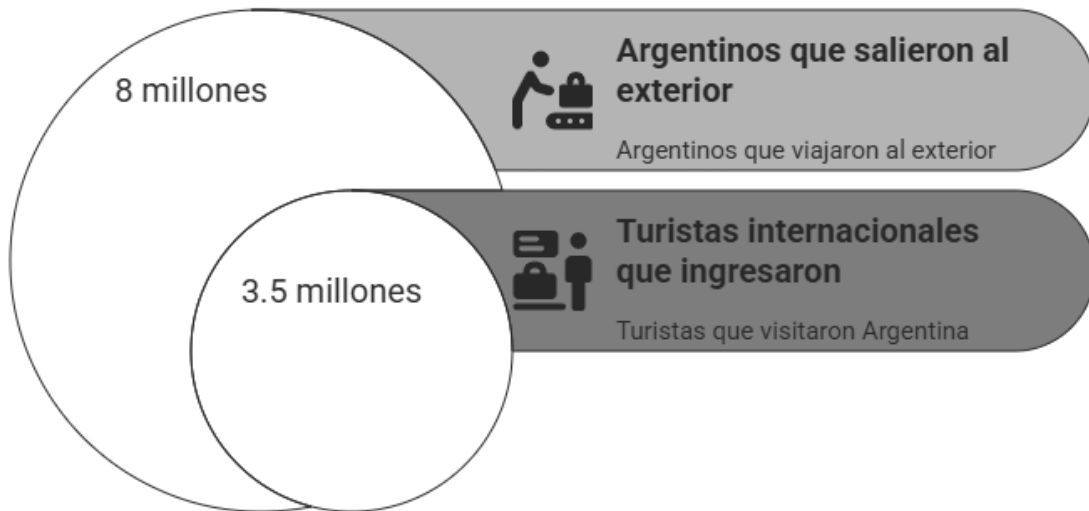 8 millones
Argentinos que salieron al
exterior
Argentinos que viajaron al exterior
3.5 millones
Turistas internacionales
que ingresaron
Turistas que visitaron Argentina